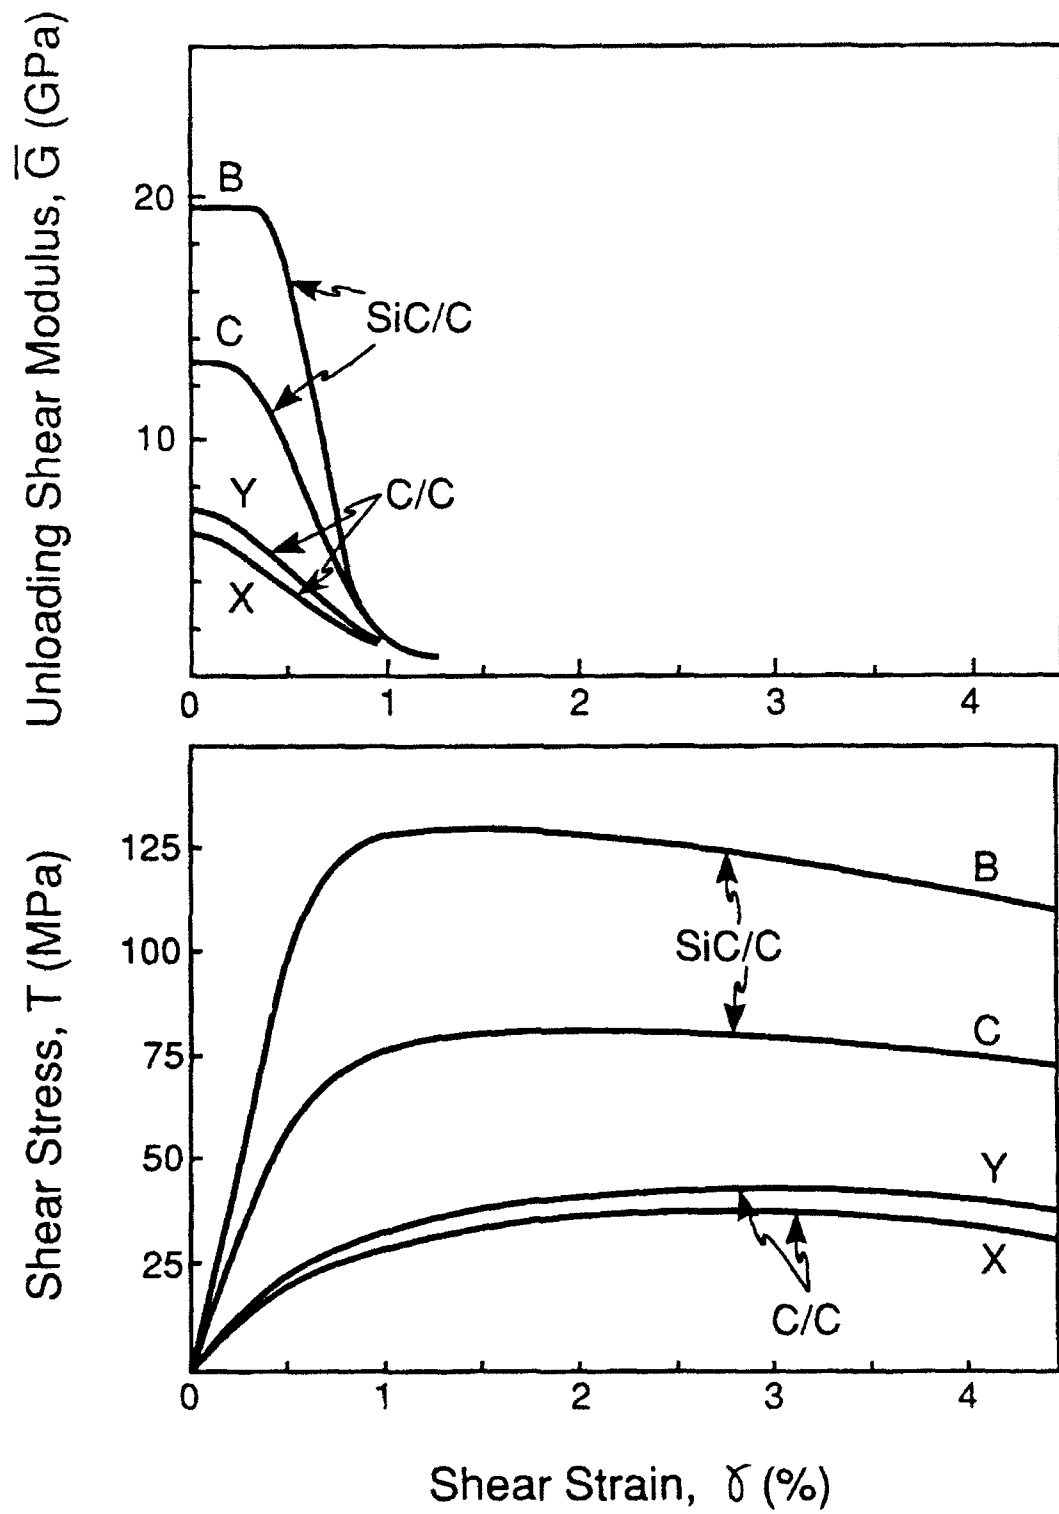 Unloading Shear Modulus, G̅ (GPa)
20
10
B
C
SiC/C
Y
C/C
X
0 1 2 3 4
Shear Stress, T (MPa)
125
100
75
50
25
B
SiC/C
C
Y
X
C/C
0 1 2 3 4
Shear Strain, γ (%)